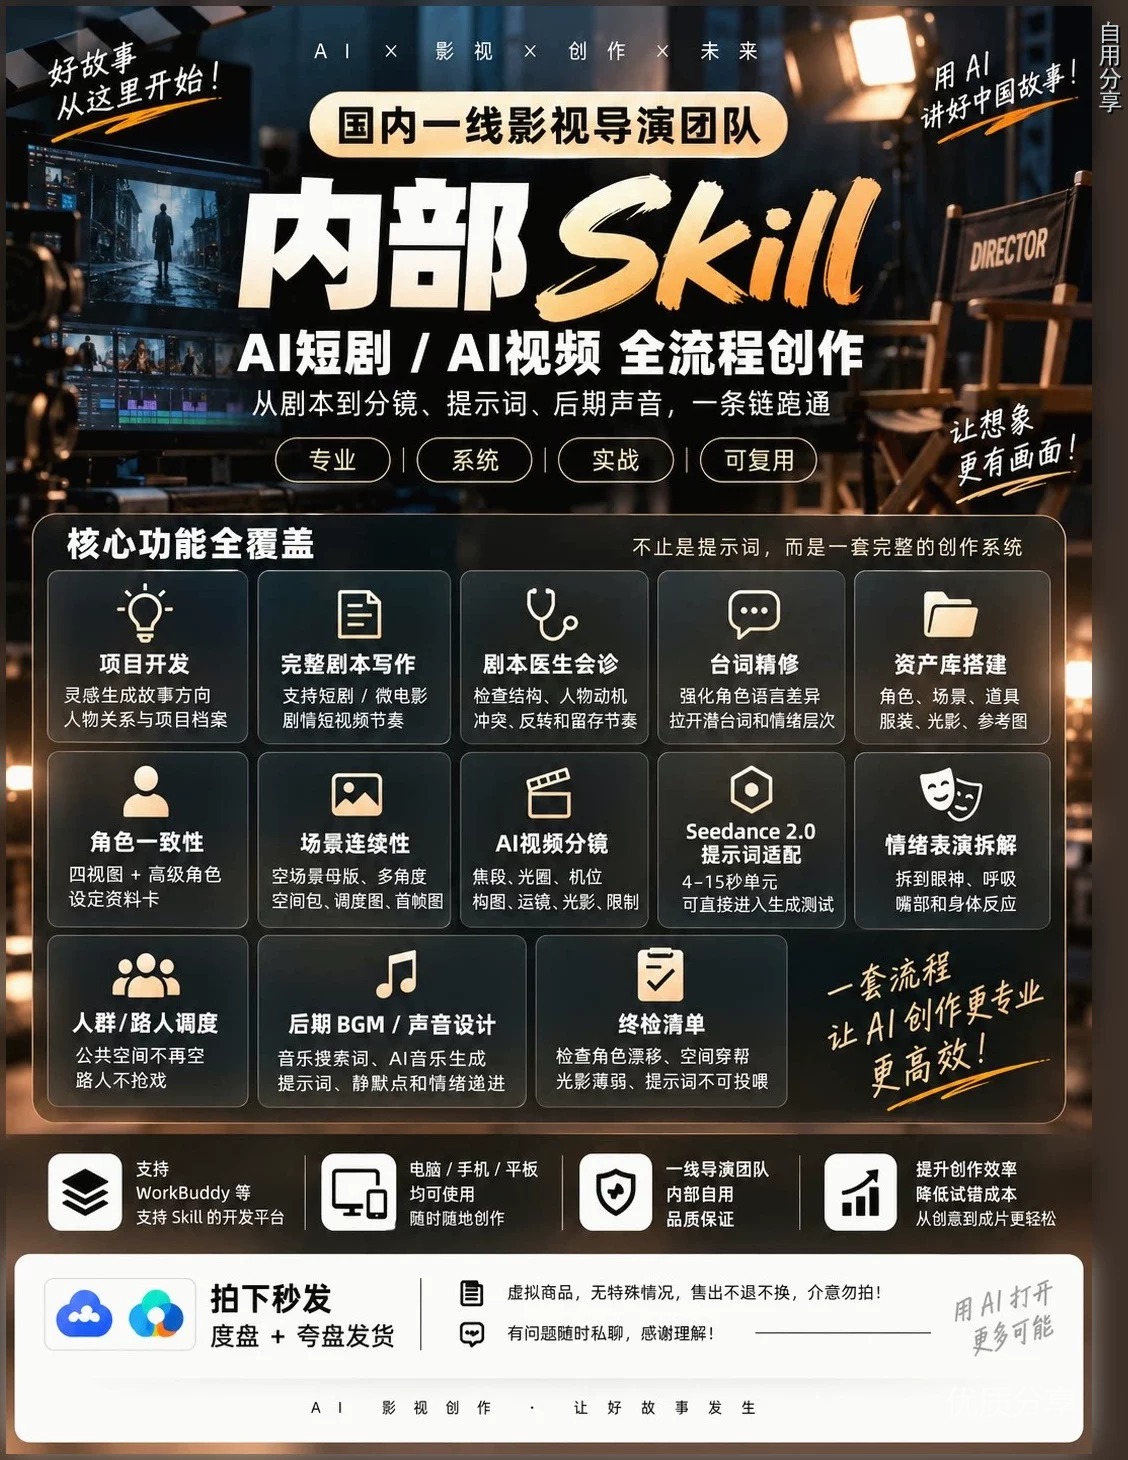 自用分享
好故事
从这里开始！
AI × 影视 × 创作 × 未来
用 AI
讲好中国故事！
国内一线影视导演团队
内部 Skill
DIRECTOR
AI短剧 / AI视频 全流程创作
从剧本到分镜、提示词、后期声音，一条链跑通
专业 | 系统 | 实战 | 可复用
让想象
更有画面！
核心功能全覆盖
不止是提示词，而是一套完整的创作系统
项目开发
灵感生成故事方向
人物关系与项目档案
完整剧本写作
支持短剧 / 微电影
剧情短视频节奏
剧本医生会诊
检查结构、人物动机
冲突、反转和留存节奏
台词精修
强化角色语言差异
拉开潜台词和情绪层次
资产库搭建
角色、场景、道具
服装、光影、参考图
角色一致性
四视图 + 高级角色
设定资料卡
场景连续性
空场景母版、多角度
空间包、调度图、首帧图
AI视频分镜
焦段、光圈、机位
构图、运镜、光影、限制
Seedance 2.0
提示词适配
4-15秒单元
可直接进入生成测试
情绪表演拆解
拆到眼神、呼吸
嘴部和身体反应
人群/路人调度
公共空间不再空
路人不抢戏
后期 BGM / 声音设计
音乐搜索词、AI音乐生成
提示词、静默点和情绪递进
终检清单
检查角色漂移、空间穿帮
光影薄弱、提示词不可投喂
一套流程
让 AI 创作更专业
更高效！
支持
WorkBuddy 等
支持 Skill 的开发平台
电脑 / 手机 / 平板
均可使用
随时随地创作
一线导演团队
内部自用
品质保证
提升创作效率
降低试错成本
从创意到成片更轻松
拍下秒发
度盘 + 夸盘发货
虚拟商品，无特殊情况，售出不退不换，介意勿拍！
有问题随时私聊，感谢理解！
用 AI 打开
更多可能
AI 影视创作 · 让好故事发生